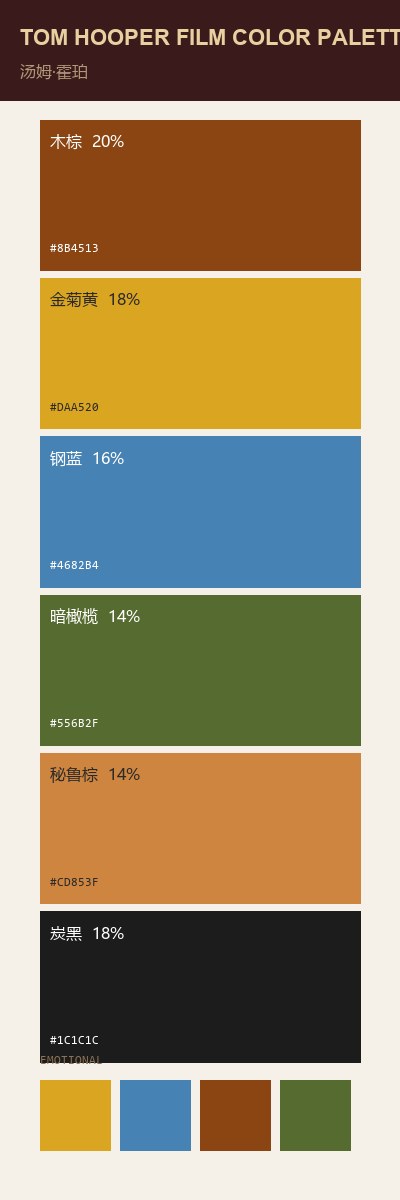 TOM HOOPER FILM COLOR PALETT
汤姆·霍珀
木棕 20%
#8B4513
金菊黄 18%
#DAA520
钢蓝 16%
#4682B4
暗橄榄 14%
#556B2F
秘鲁棕 14%
#CD853F
炭黑 18%
#1C1C1C
EMOTIONAL